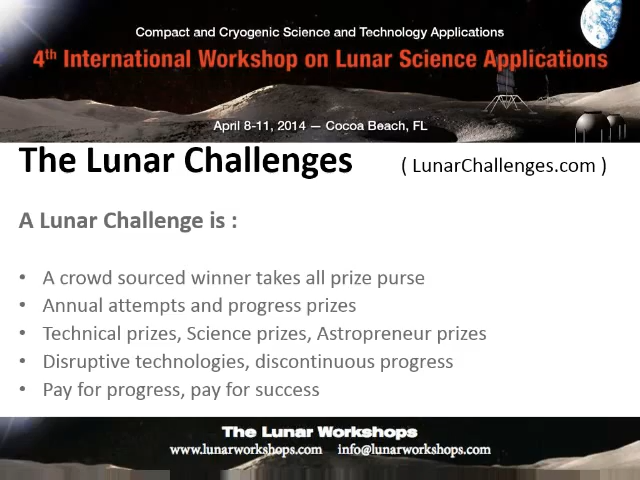 Compact and Cryogenic Science and Technology Applications
4th International Workshop on Lunar Science Applications
April 8-11, 2014 — Cocoa Beach, FL
The Lunar Challenges ( LunarChallenges.com )
A Lunar Challenge is :
• A crowd sourced winner takes all prize purse
• Annual attempts and progress prizes
• Technical prizes, Science prizes, Astropreneur prizes
• Disruptive technologies, discontinuous progress
• Pay for progress, pay for success
The Lunar Workshops
www.lunarworkshops.com info@lunarworkshops.com